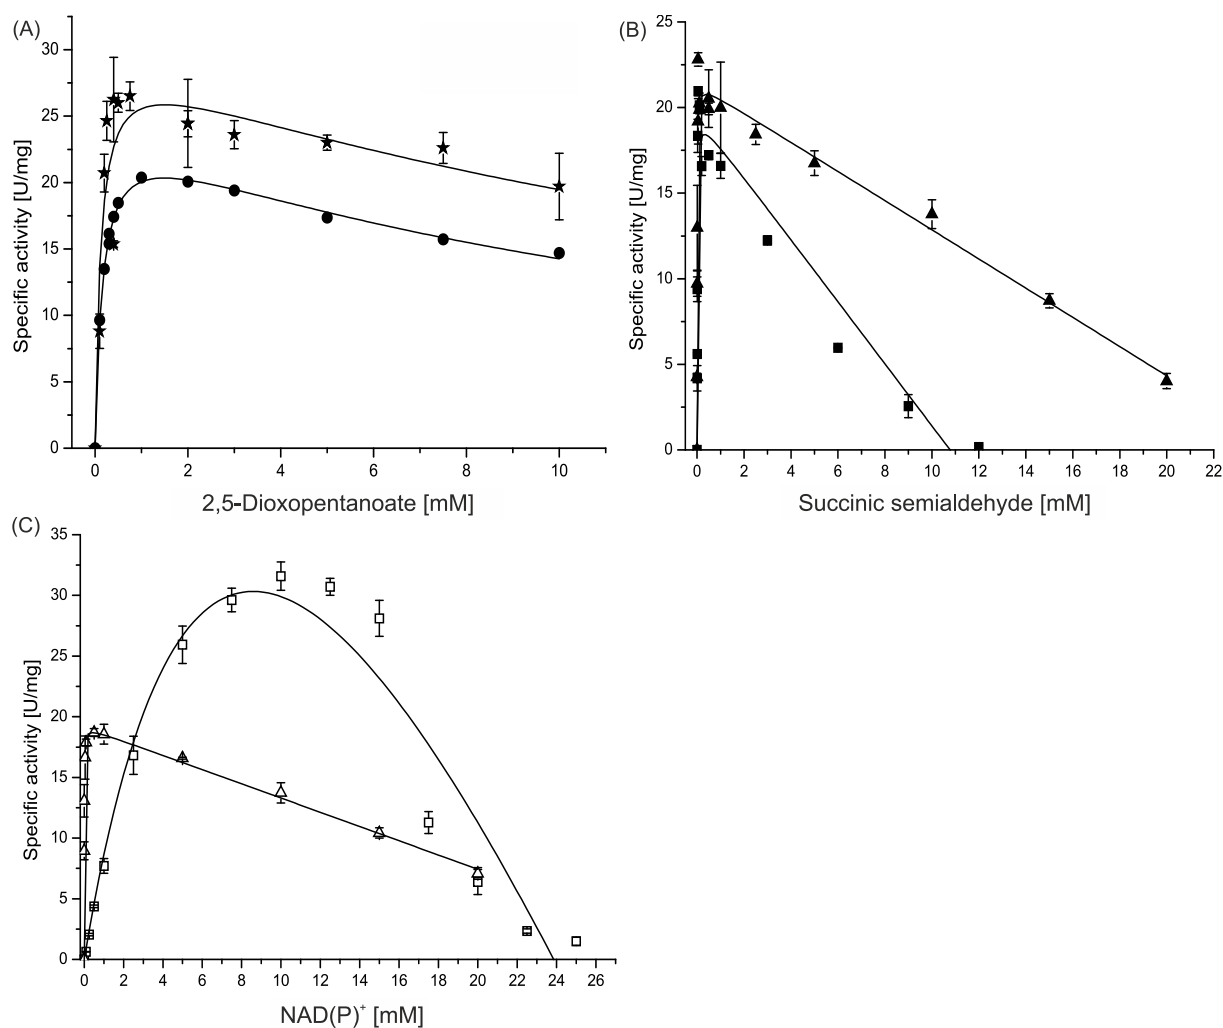 (A)
Specific activity [U/mg]
30
25
20
15
10
5
0
0 2 4 6 8 10
2,5-Dioxopentanoate [mM]
(B)
Specific activity [U/mg]
25
20
15
10
5
0
0 2 4 6 8 10 12 14 16 18 20 22
Succinic semialdehyde [mM]
(C)
Specific activity [U/mg]
35
30
25
20
15
10
5
0
0 2 4 6 8 10 12 14 16 18 20 22 24 26
NAD(P)⁺ [mM]